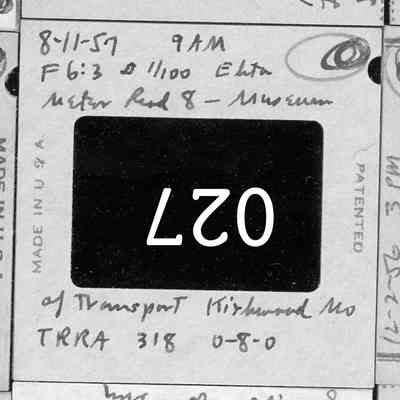 8-11-57 9AM
F 6:3 @ 1/100 Ekta
Meter Read 8 - Museum
MADE IN U S A
027
PATENTED
of Transport Kirkwood Mo
TRRA 318 0-8-0